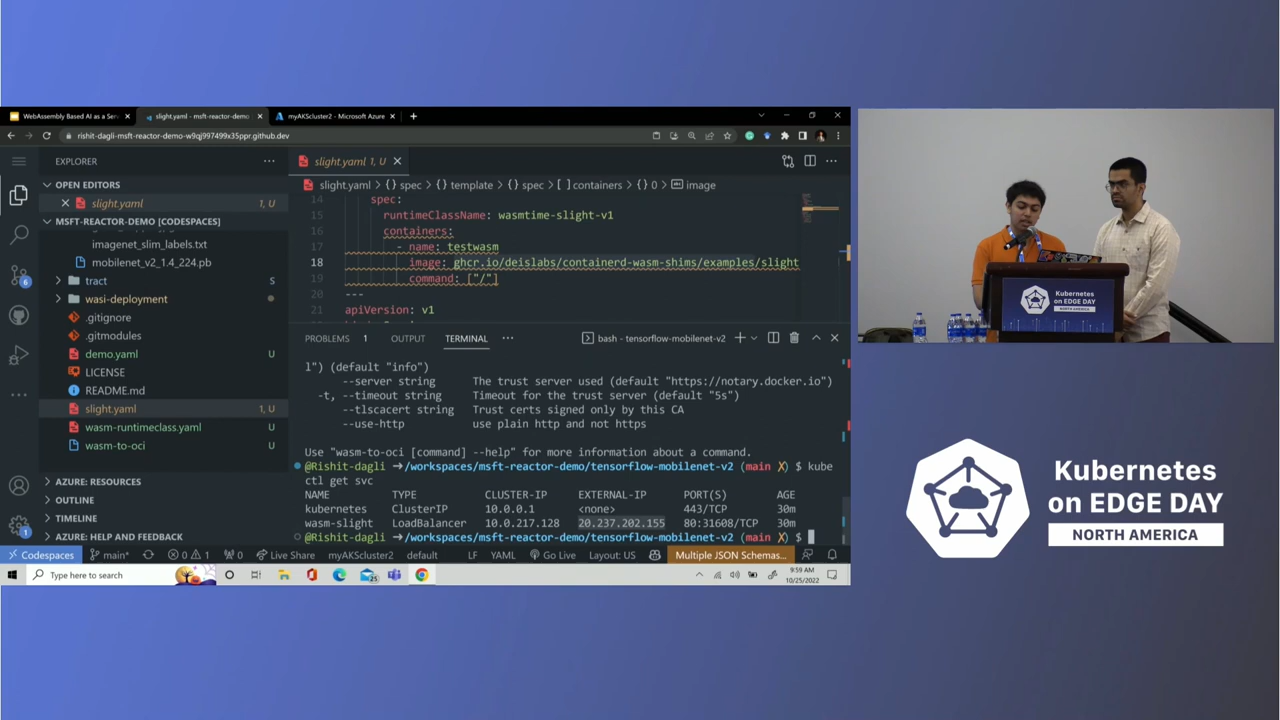 WebAssembly Based AI as a Serv
slight.yaml - msft-reactor-demo
myAKScluster2 - Microsoft Azure
rishit-dagli-msft-reactor-demo-w9qj997499x35ppr.github.dev
EXPLORER
OPEN EDITORS
slight.yaml 1, U
MSFT-REACTOR-DEMO [CODESPACES]
imagenet_slim_labels.txt
mobilenet_v2_1.4_224.pb
tract S
wasi-deployment
.gitignore
.gitmodules
demo.yaml U
LICENSE
README.md
slight.yaml 1, U
wasm-runtimeclass.yaml U
wasm-to-oci U
AZURE: RESOURCES
OUTLINE
TIMELINE
AZURE: HELP AND FEEDBACK
6
1
slight.yaml 1, U
slight.yaml > {} spec > {} template > {} spec > [ ] containers > {} 0 > image
14 spec:
15 runtimeClassName: wasmtime-slight-v1
16 containers:
17 - name: testwasm
18 image: ghcr.io/deislabs/containerd-wasm-shims/examples/slight
19 command: ["/"]
20 ---
21 apiVersion: v1
PROBLEMS 1 OUTPUT TERMINAL bash - tensorflow-mobilenet-v2
l") (default "info")
--server string The trust server used (default "https://notary.docker.io")
-t, --timeout string Timeout for the trust server (default "5s")
--tlscacert string Trust certs signed only by this CA
--use-http use plain http and not https
Use "wasm-to-oci [command] --help" for more information about a command.
@Rishit-dagli →/workspaces/msft-reactor-demo/tensorflow-mobilenet-v2 (main ✗) $ kube
ctl get svc
NAME TYPE CLUSTER-IP EXTERNAL-IP PORT(S) AGE
kubernetes ClusterIP 10.0.0.1 <none> 443/TCP 30m
wasm-slight LoadBalancer 10.0.217.128 20.237.202.155 80:31608/TCP 30m
@Rishit-dagli →/workspaces/msft-reactor-demo/tensorflow-mobilenet-v2 (main ✗) $
Codespaces main* 0 1 0 Live Share myAKScluster2 default LF YAML Go Live Layout: US Multiple JSON Schemas...
Type here to search
25
9:59 AM
10/25/2022
Kubernetes
on EDGE DAY
NORTH AMERICA
Kubernetes
on EDGE DAY
NORTH AMERICA